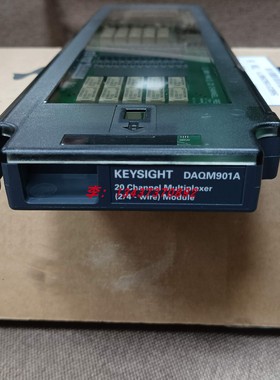 KEYSIGHT DAQM901A
20 Channel Multiplexer
(2/4 - wire) Module